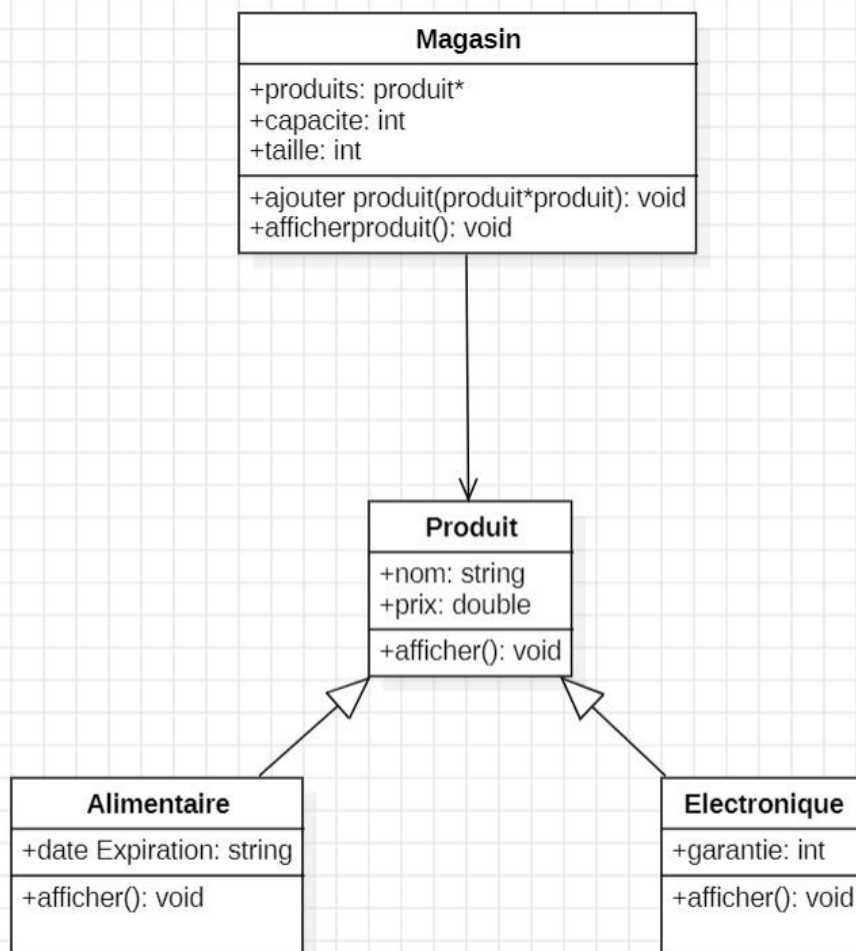 Magasin
+produits: produit*
+capacite: int
+taille: int
+ajouter produit(produit*produit): void
+afficherproduit(): void
Produit
+nom: string
+prix: double
+afficher(): void
Alimentaire
+date Expiration: string
+afficher(): void
Electronique
+garantie: int
+afficher(): void